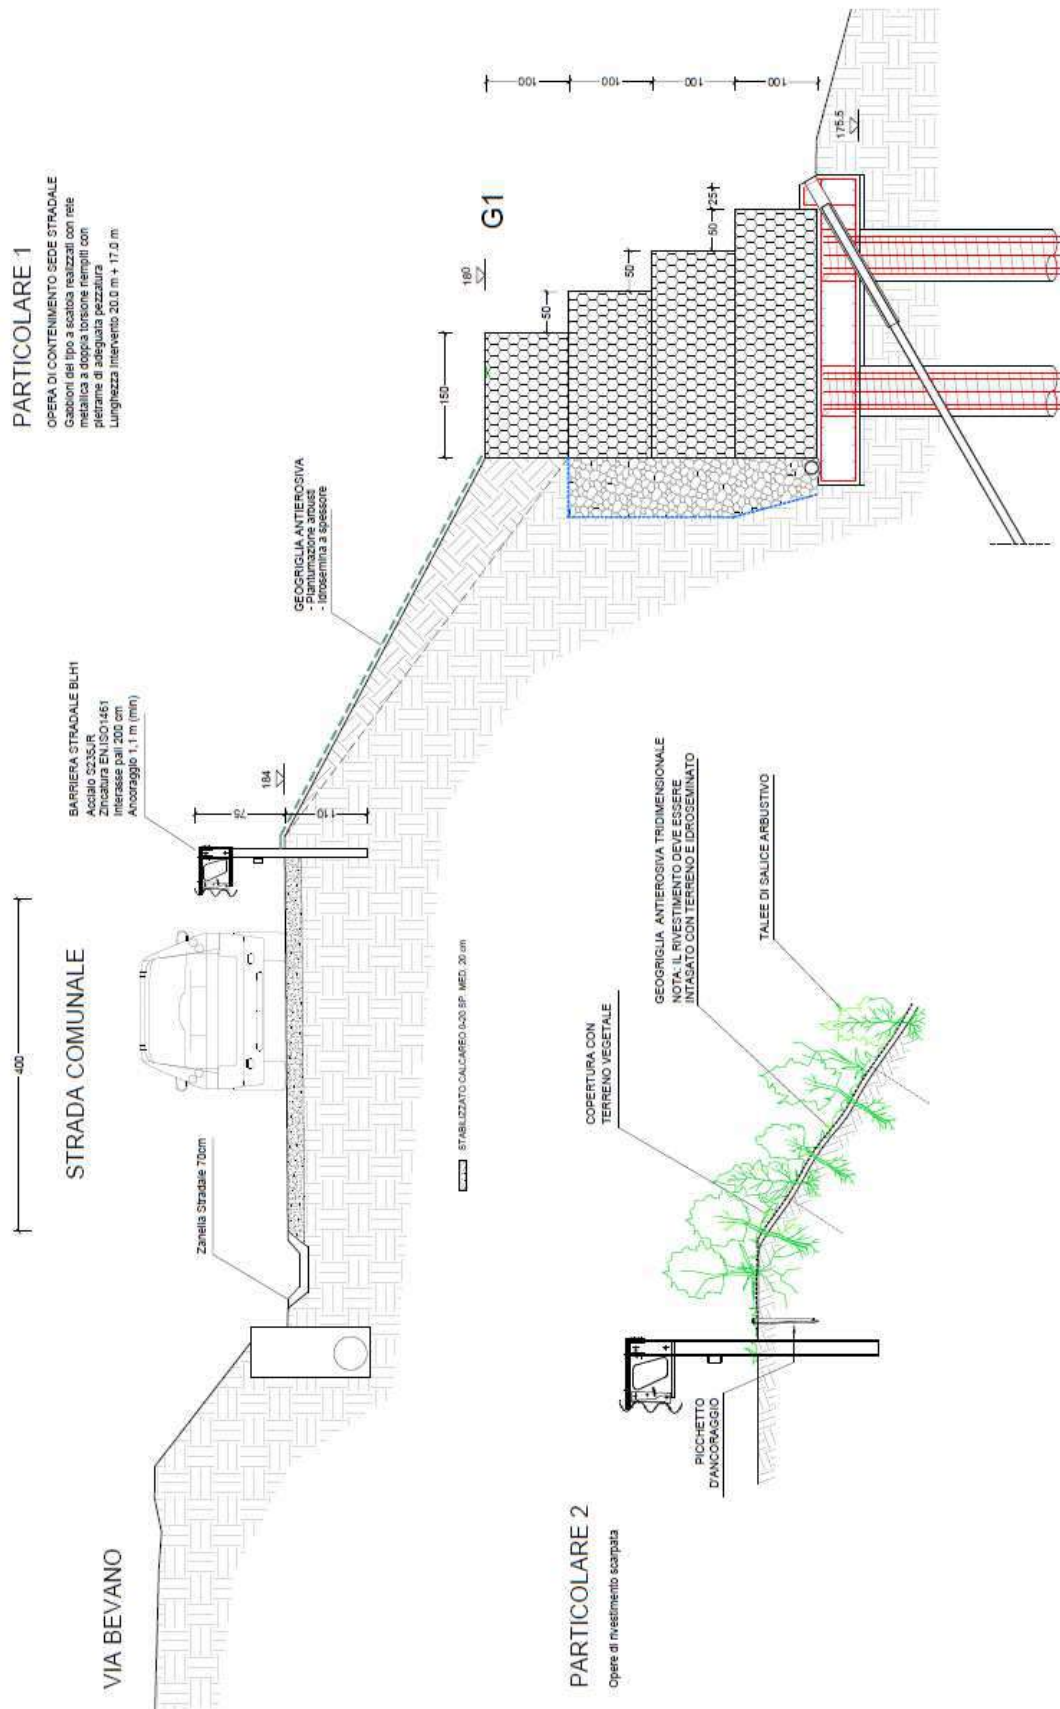 PARTICOLARE 1
OPERA DI CONTENIMENTO SEDE STRADALE
Gabbioni del tipo a scatola realizzati con rete
metallica a doppia torsione riempiti con
pietrame di adeguata pezzatura
Lunghezza Intervento 20.0 m + 17.0 m
VIA BEVANO
STRADA COMUNALE
400
Zanella Stradale 70cm
BARRIERA STRADALE BLH1
Acciaio S235JR
Zincatura EN.ISO1461
Interasse pali 200 cm
Ancoraggio 1,1 m (min)
75
110
184
GEOGRIGLIA ANTIEROSIVA
- Piantumazione arbusti
- Idrosemina a spessore
STABILIZZATO CALCAREO 0-20 SP. MED. 20 cm
150
180
G1
50
50
50
25
100
100
100
100
175.5
PARTICOLARE 2
Opere di rivestimento scarpata
PICCHETTO
D'ANCORAGGIO
COPERTURA CON
TERRENO VEGETALE
GEOGRIGLIA ANTIEROSIVA TRIDIMENSIONALE
NOTA: IL RIVESTIMENTO DEVE ESSERE
INTASATO CON TERRENO E IDROSEMINATO
TALEE DI SALICE ARBUSTIVO